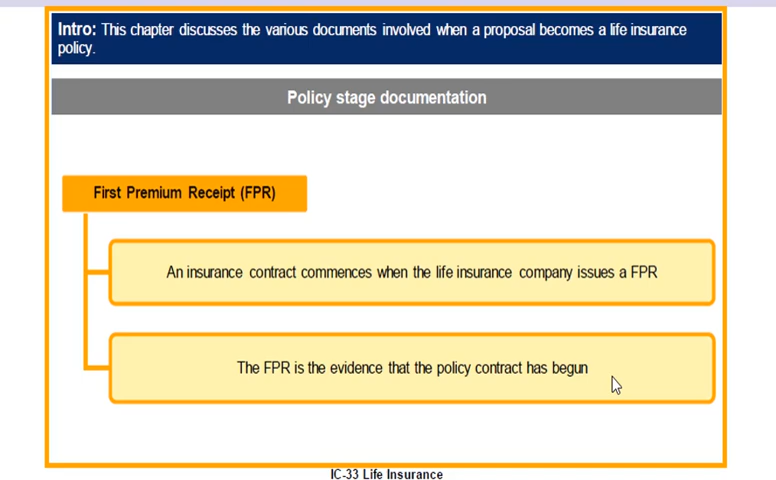 Intro: This chapter discusses the various documents involved when a proposal becomes a life insurance
policy.
Policy stage documentation
First Premium Receipt (FPR)
An insurance contract commences when the life insurance company issues a FPR
The FPR is the evidence that the policy contract has begun
IC-33 Life Insurance